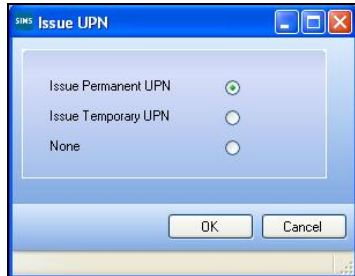 SIMS Issue UPN
Issue Permanent UPN
Issue Temporary UPN
None
OK Cancel